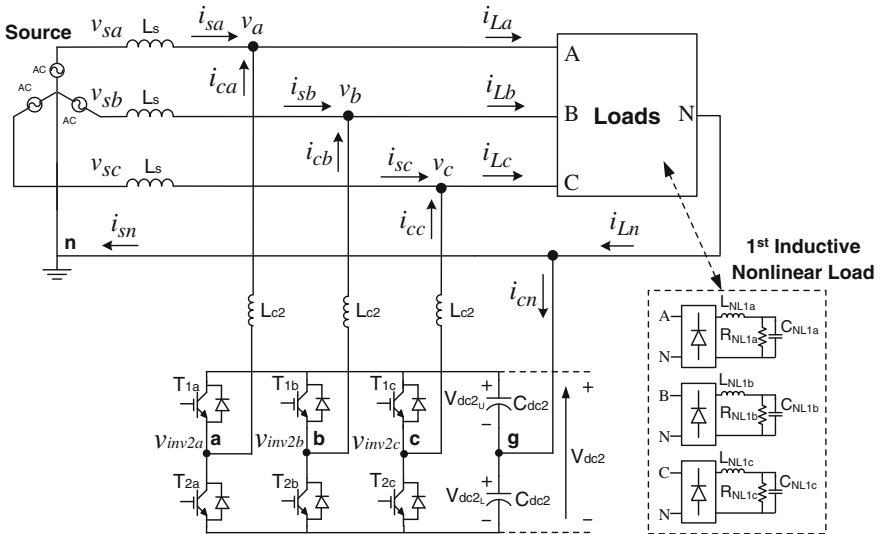 Source
AC
AC
AC
v_sa
L_s
i_sa
v_a
i_La
A
i_ca
v_sb
L_s
i_sb
v_b
i_Lb
B
Loads
N
i_cb
v_sc
L_s
i_sc
v_c
i_Lc
C
i_cc
n
i_sn
i_Ln
i_cn
1st Inductive
Nonlinear Load
L_c2
L_c2
L_c2
T_1a
T_1b
T_1c
+
V_dc2_U
C_dc2
−
v_inv2a
a
v_inv2b
b
v_inv2c
c
g
T_2a
T_2b
T_2c
+
V_dc2_L
C_dc2
−
+
V_dc2
−
A
N
L_NL1a
R_NL1a
C_NL1a
B
N
L_NL1b
R_NL1b
C_NL1b
C
N
L_NL1c
R_NL1c
C_NL1c